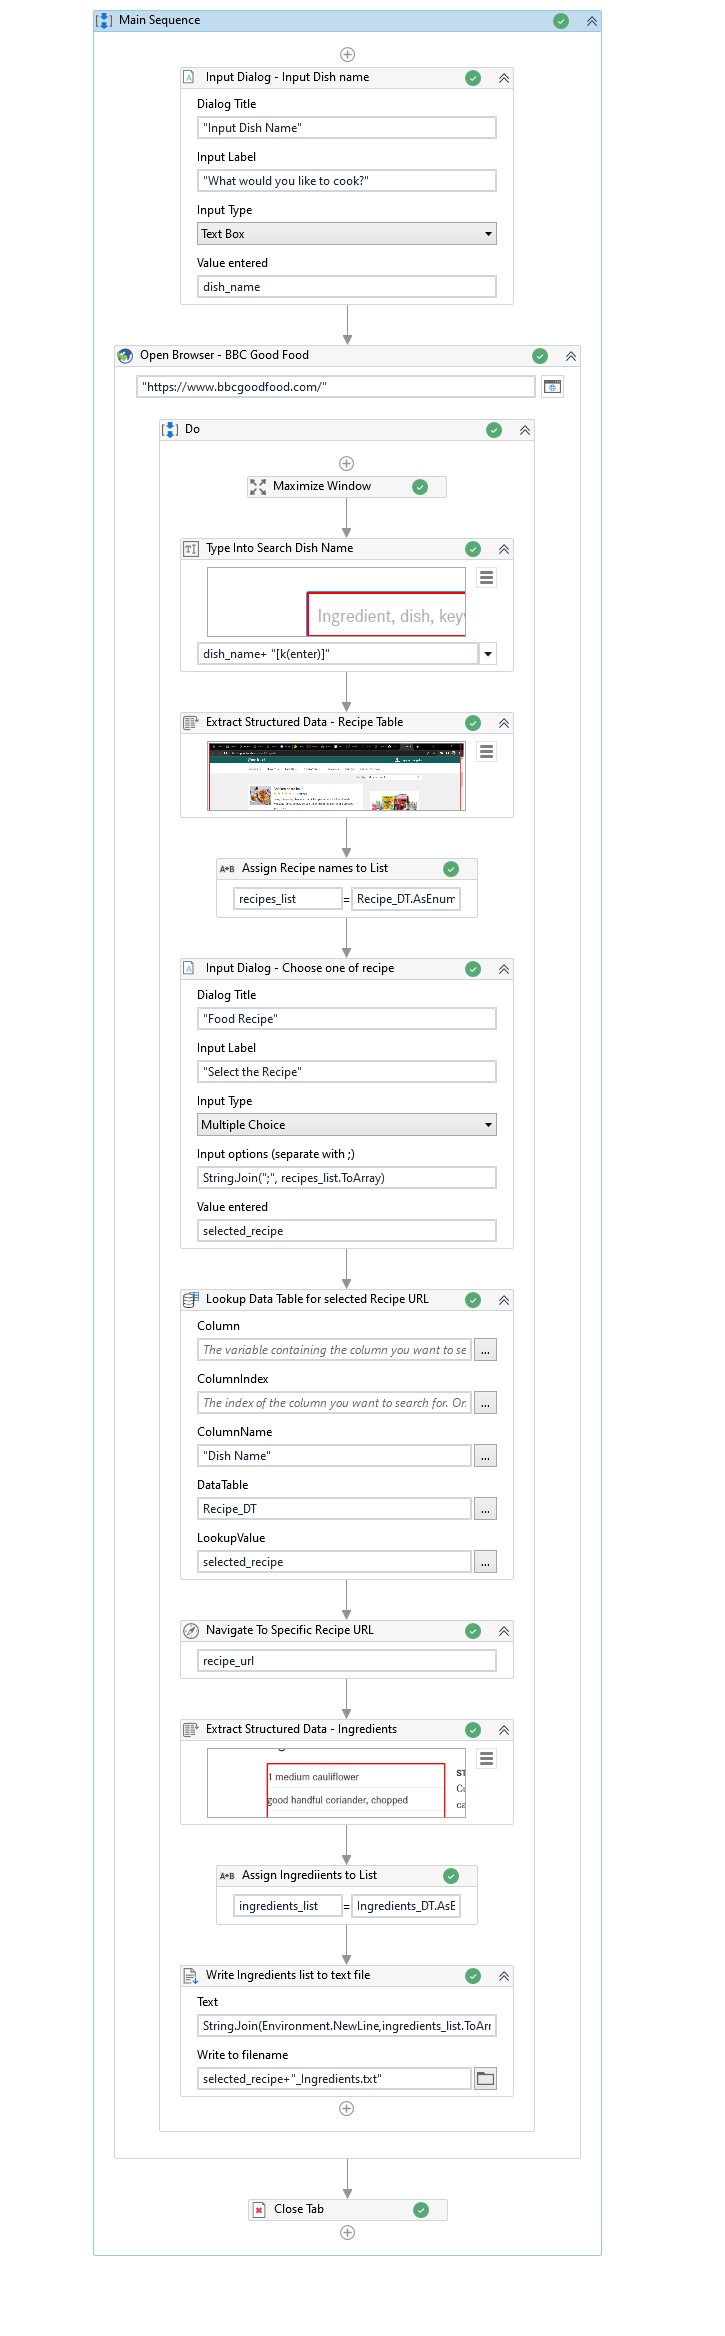 Main Sequence
Input Dialog - Input Dish name
Dialog Title
"Input Dish Name"
Input Label
"What would you like to cook?"
Input Type
Text Box
Value entered
dish_name
Open Browser - BBC Good Food
"https://www.bbcgoodfood.com/"
Do
Maximize Window
Type Into Search Dish Name
Ingredient, dish, key
dish_name+ "[k(enter)]"
Extract Structured Data - Recipe Table
Assign Recipe names to List
A+B
recipes_list = Recipe_DT.AsEnum
Input Dialog - Choose one of recipe
Dialog Title
"Food Recipe"
Input Label
"Select the Recipe"
Input Type
Multiple Choice
Input options (separate with ;)
String.Join(";", recipes_list.ToArray)
Value entered
selected_recipe
Lookup Data Table for selected Recipe URL
Column
The variable containing the column you want to se ...
ColumnIndex
The index of the column you want to search for. Or. ...
ColumnName
"Dish Name" ...
DataTable
Recipe_DT ...
LookupValue
selected_recipe ...
Navigate To Specific Recipe URL
recipe_url
Extract Structured Data - Ingredients
1 medium cauliflower
good handful coriander, chopped
ST
Cu
ca
A+B Assign Ingrediients to List
ingredients_list = Ingredients_DT.AsE
Write Ingredients list to text file
Text
String.Join(Environment.NewLine,ingredients_list.ToArr
Write to filename
selected_recipe+"_Ingredients.txt"
Close Tab